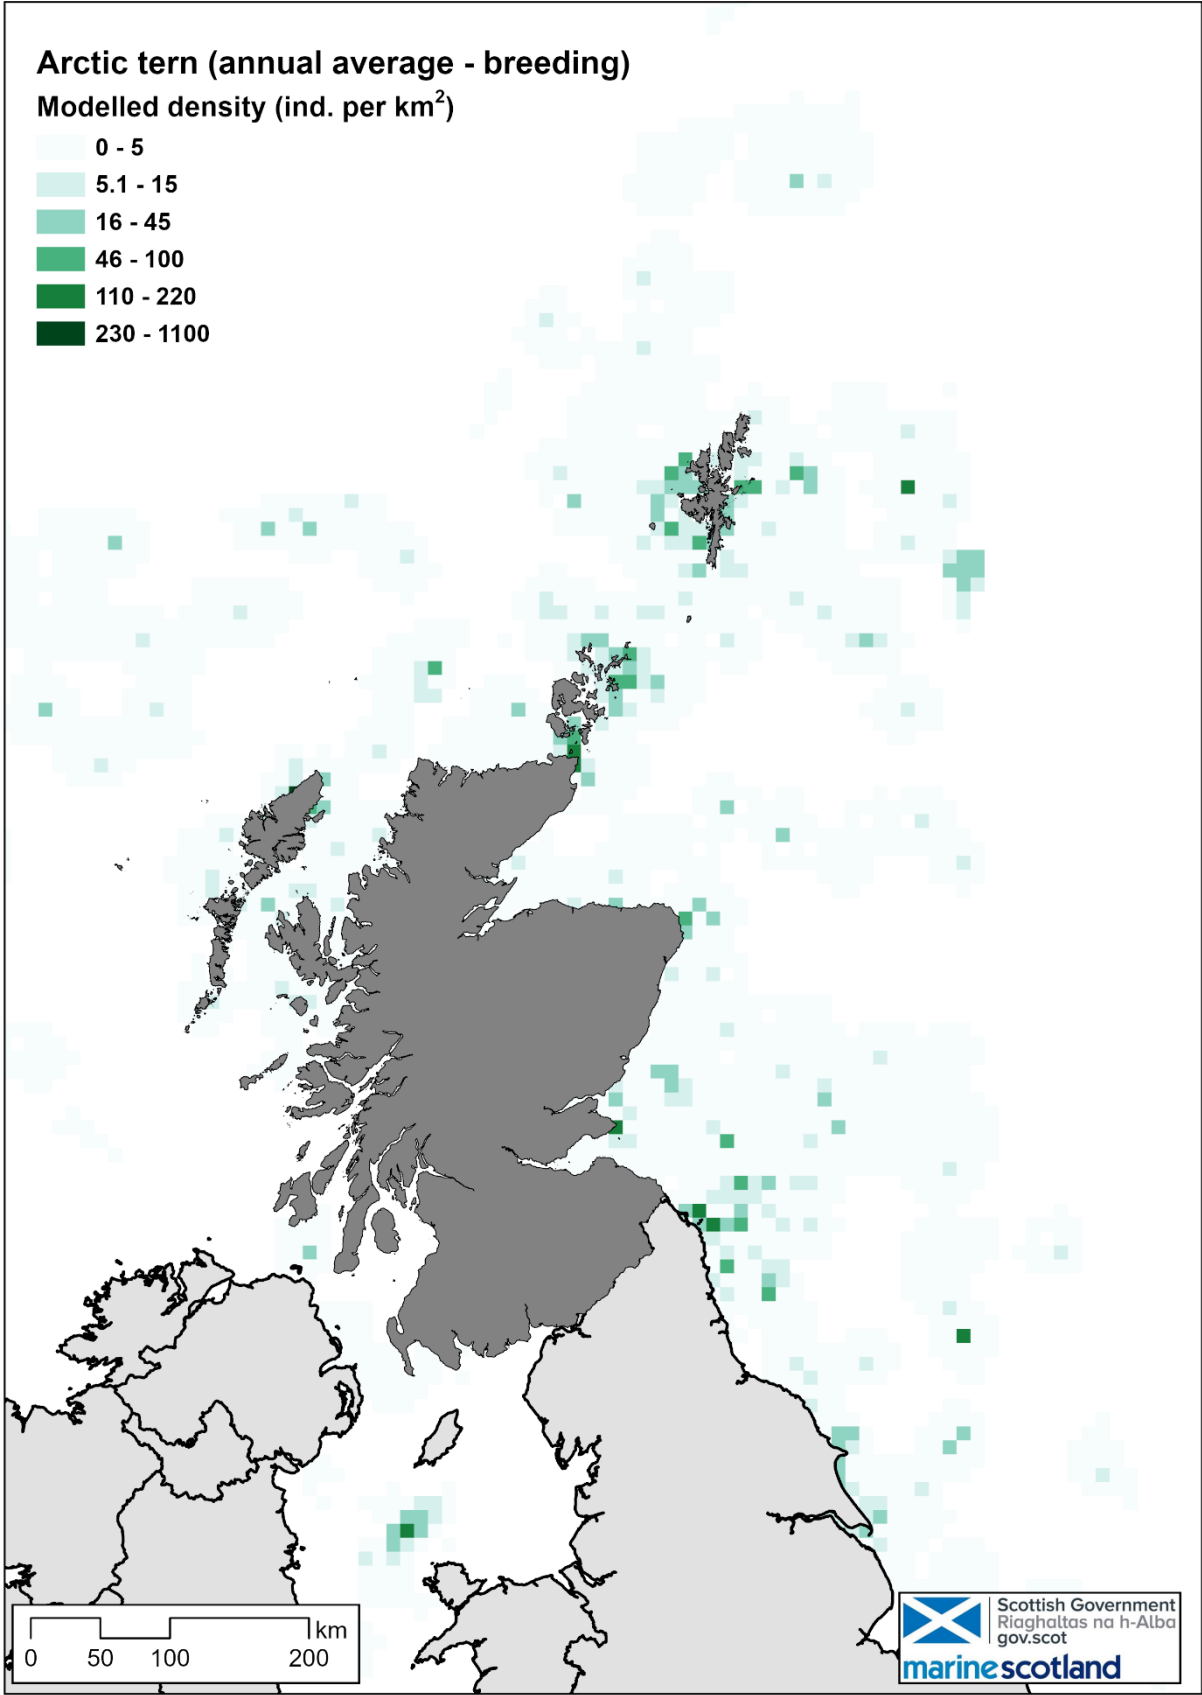 Arctic tern (annual average - breeding)
Modelled density (ind. per km²)
0 - 5
5.1 - 15
16 - 45
46 - 100
110 - 220
230 - 1100
km
0 50 100 200
Scottish Government
Riaghaltas na h-Alba
gov.scot
marinescotland